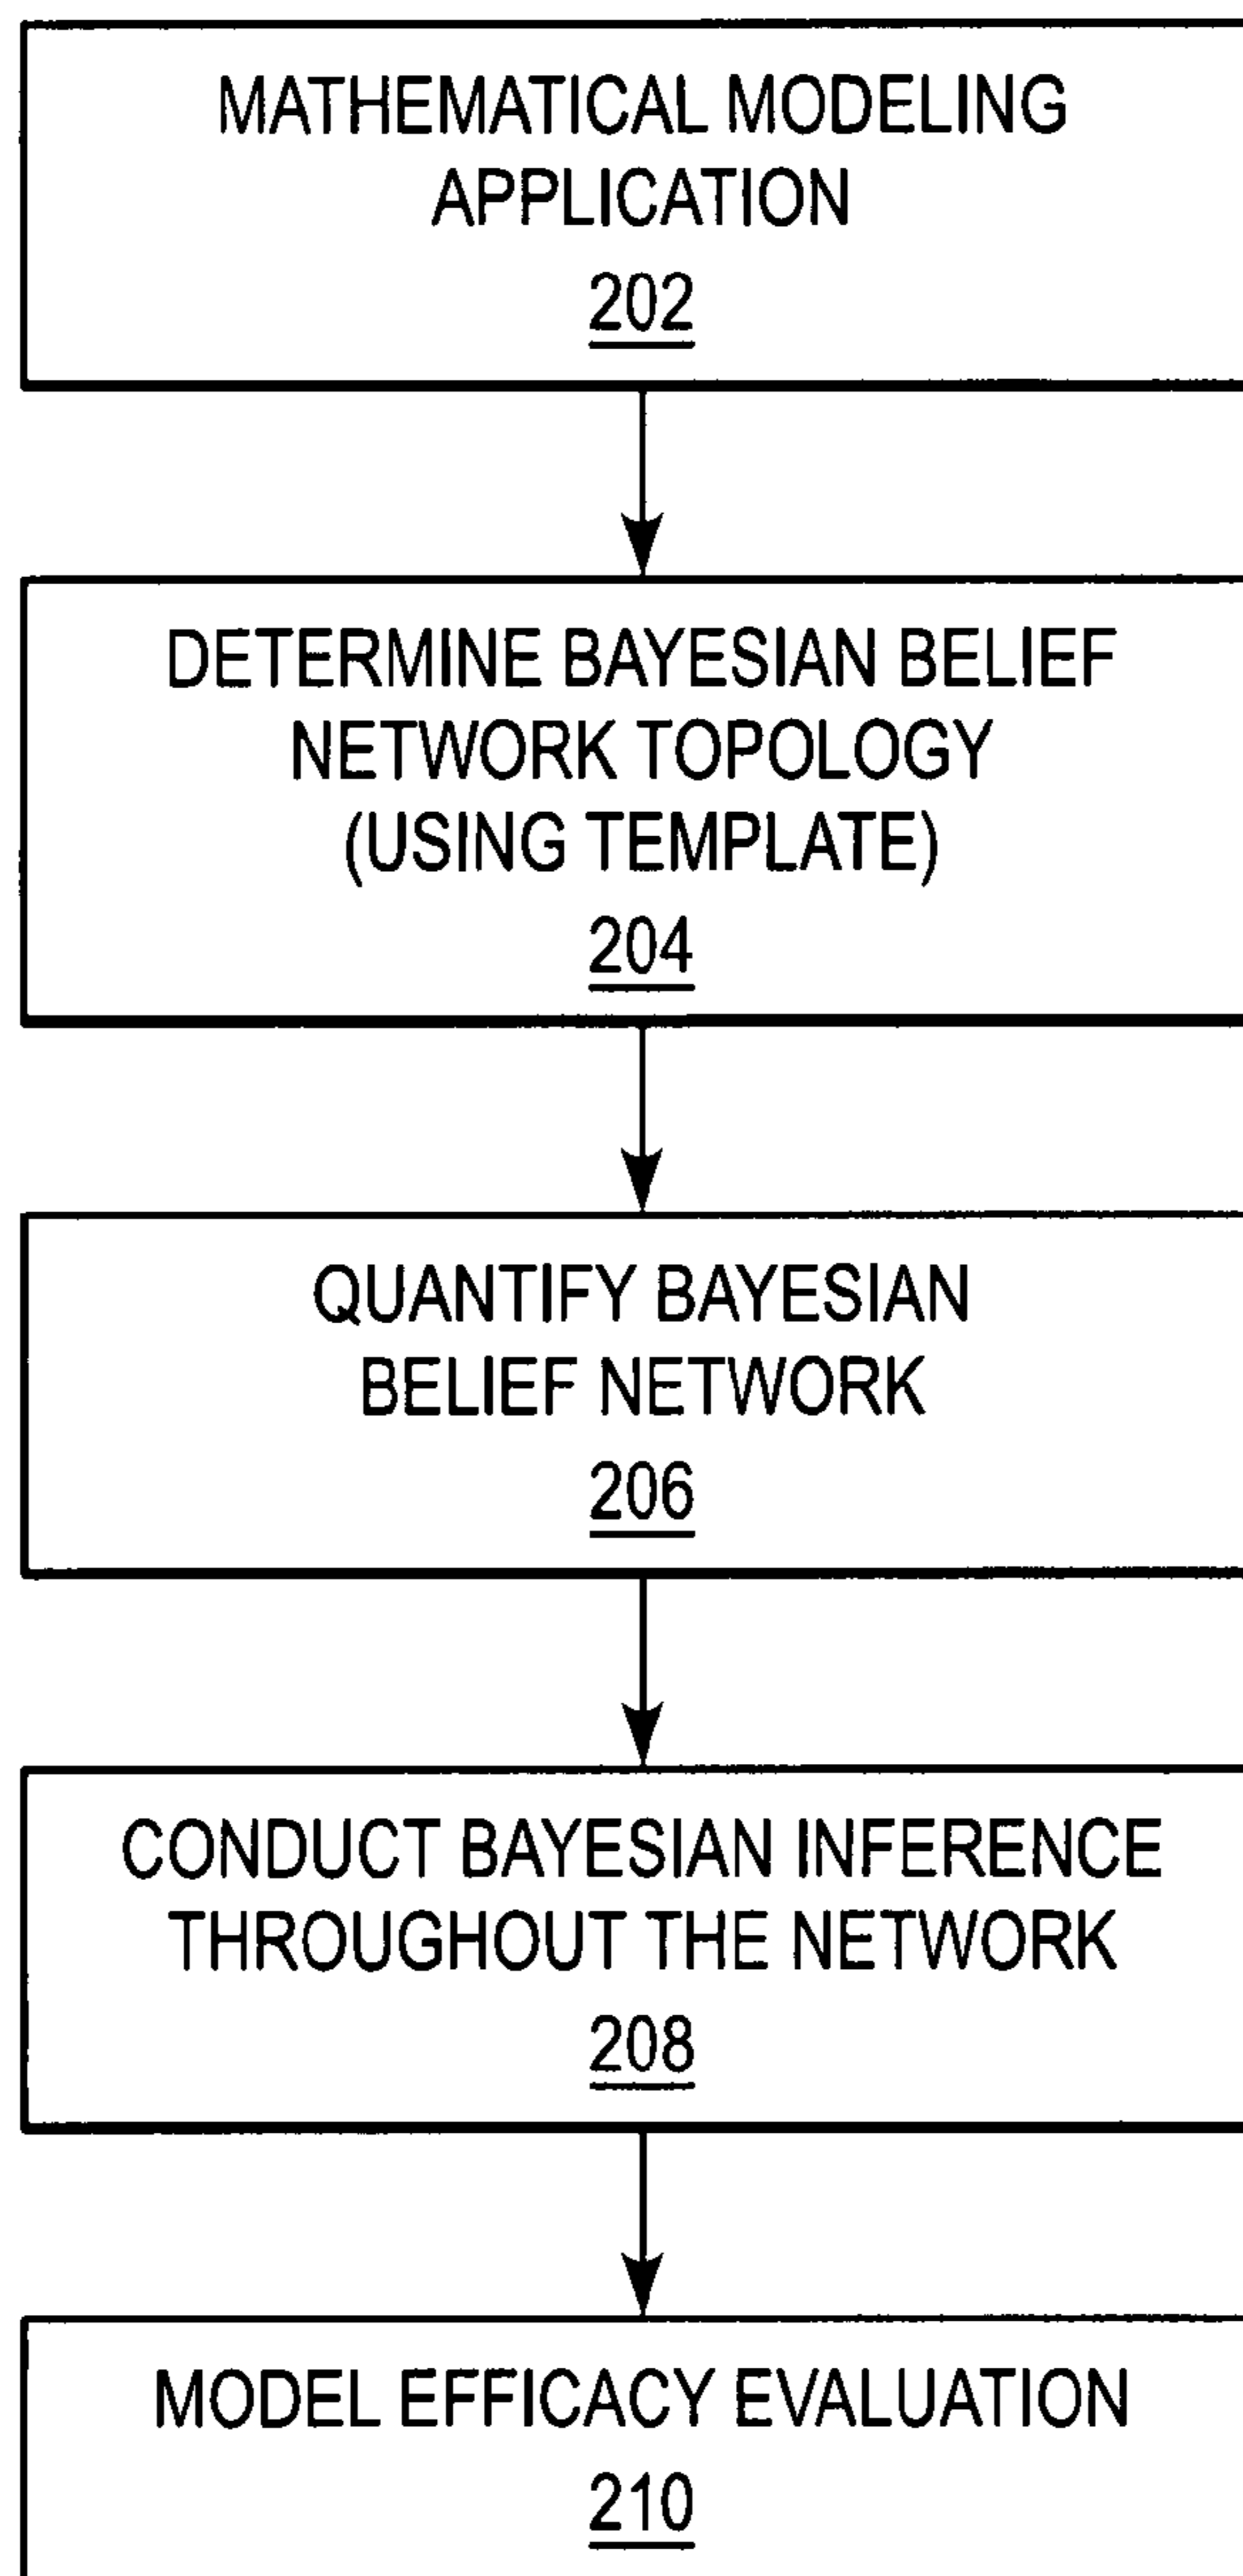 MATHEMATICAL MODELING
APPLICATION
202
DETERMINE BAYESIAN BELIEF
NETWORK TOPOLOGY
(USING TEMPLATE)
204
QUANTIFY BAYESIAN
BELIEF NETWORK
206
CONDUCT BAYESIAN INFERENCE
THROUGHOUT THE NETWORK
208
MODEL EFFICACY EVALUATION
210